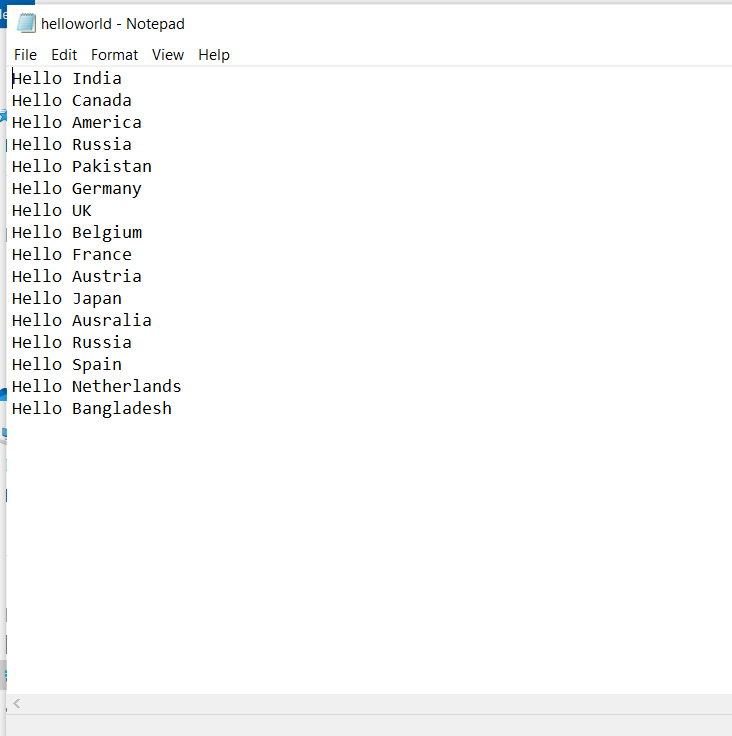 helloworld - Notepad
File Edit Format View Help
Hello India
Hello Canada
Hello America
Hello Russia
Hello Pakistan
Hello Germany
Hello UK
Hello Belgium
Hello France
Hello Austria
Hello Japan
Hello Ausralia
Hello Russia
Hello Spain
Hello Netherlands
Hello Bangladesh